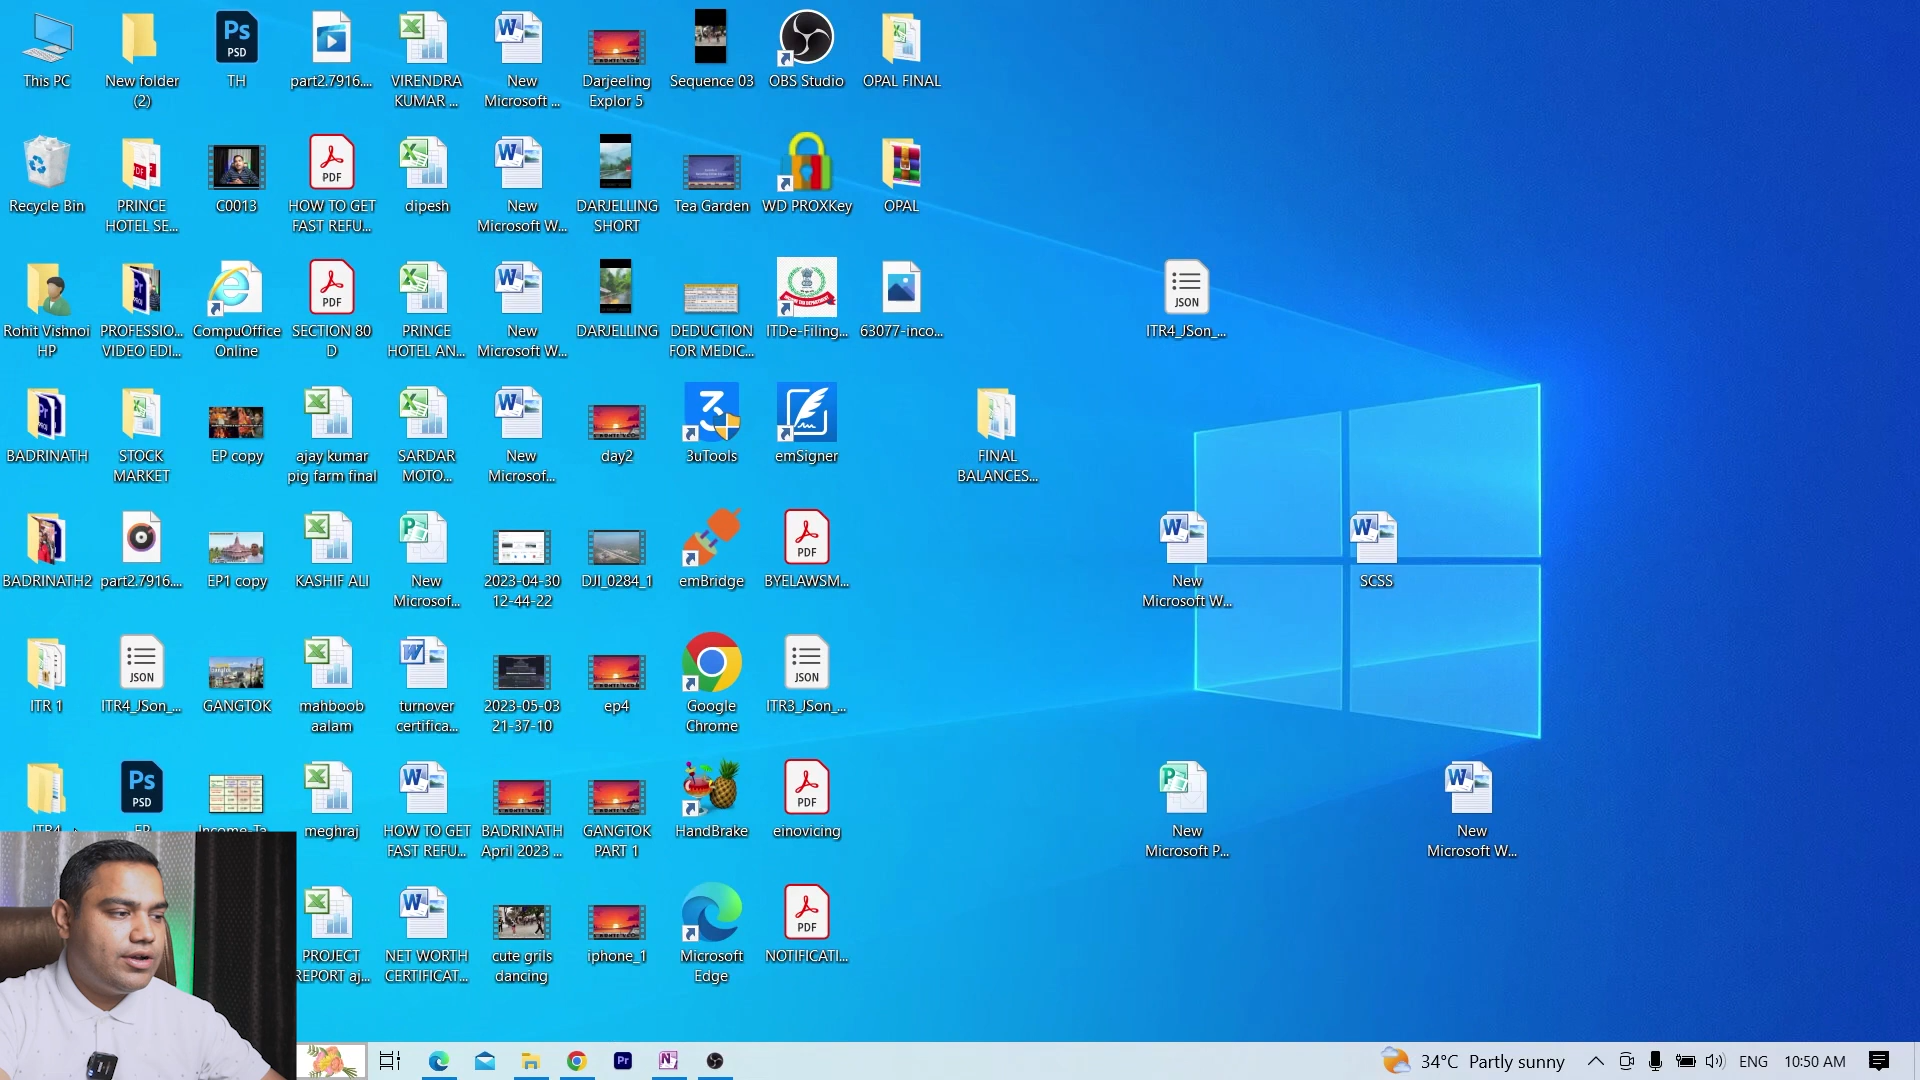 This PC
New folder
(2)
TH
part2.7916....
VIRENDRA
KUMAR ...
New
Microsoft ...
Darjeeling
Explor 5
Sequence 03
OBS Studio
OPAL FINAL
Recycle Bin
PRINCE
HOTEL SE...
C0013
HOW TO GET
FAST REFU...
dipesh
New
Microsoft W...
DARJELLING
SHORT
Tea Garden
WD PROXKey
OPAL
Rohit Vishnoi
HP
PROFESSIO...
VIDEO EDI...
CompuOffice
Online
SECTION 80
D
PRINCE
HOTEL AN...
New
Microsoft W...
DARJELLING
DEDUCTION
FOR MEDIC...
ITDe-Filing...
63077-inco...
ITR4_JSon_...
BADRINATH
STOCK
MARKET
EP copy
ajay kumar
pig farm final
SARDAR
MOTO...
New
Microsof...
day2
3uTools
emSigner
FINAL
BALANCES...
BADRINATH2
part2.7916....
EP1 copy
KASHIF ALI
New
Microsof...
2023-04-30
12-44-22
DJI_0284_1
emBridge
BYELAWSM...
New
Microsoft W...
SCSS
ITR 1
ITR4_JSon_...
GANGTOK
mahboob
aalam
turnover
certifica...
2023-05-03
21-37-10
ep4
Google
Chrome
ITR3_JSon_...
meghraj
HOW TO GET
FAST REFU...
BADRINATH
April 2023 ...
GANGTOK
PART 1
HandBrake
einovicing
New
Microsoft P...
New
Microsoft W...
PROJECT
REPORT aj...
NET WORTH
CERTIFICAT...
cute grils
dancing
iphone_1
Microsoft
Edge
NOTIFICATI...
34°C Partly sunny
ENG
10:50 AM